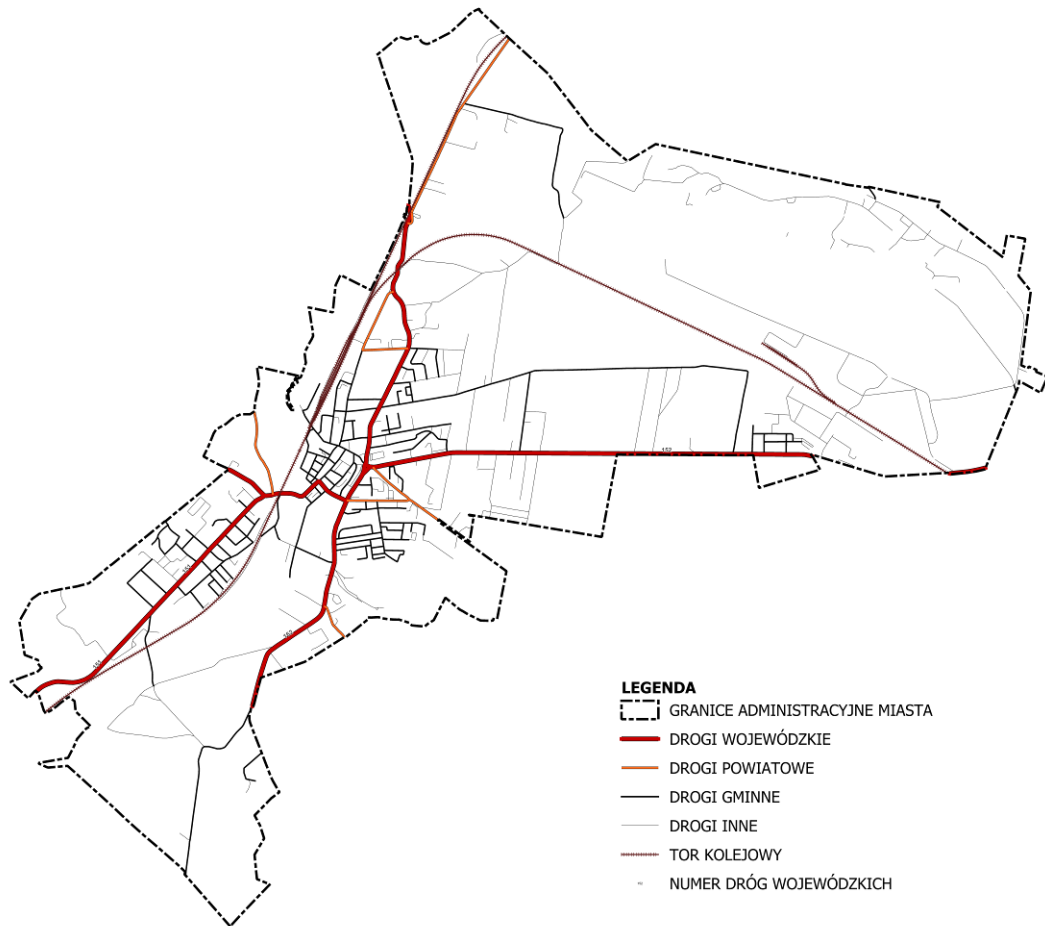 LEGENDA
GRANICE ADMINISTRACYJNE MIASTA
DROGI WOJEWÓDZKIE
DROGI POWIATOWE
DROGI GMINNE
DROGI INNE
TOR KOLEJOWY
NUMER DRÓG WOJEWÓDZKICH